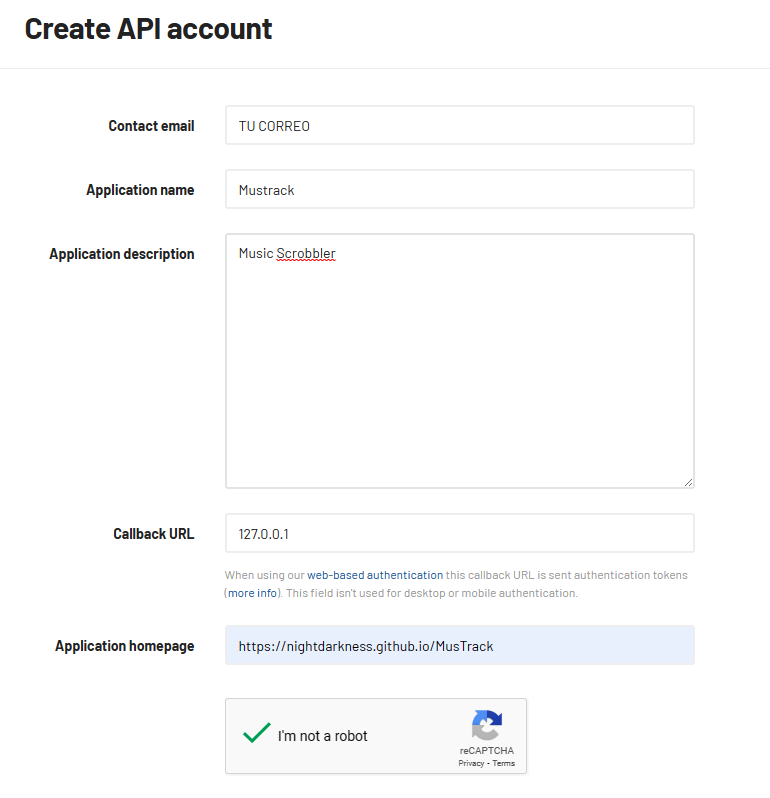 Create API account
Contact email
TU CORREO
Application name
Mustrack
Application description
Music Scrobbler
Callback URL
127.0.0.1
When using our web-based authentication this callback URL is sent authentication tokens
(more info). This field isn't used for desktop or mobile authentication.
Application homepage
https://nightdarkness.github.io/MusTrack
I'm not a robot
reCAPTCHA
Privacy - Terms